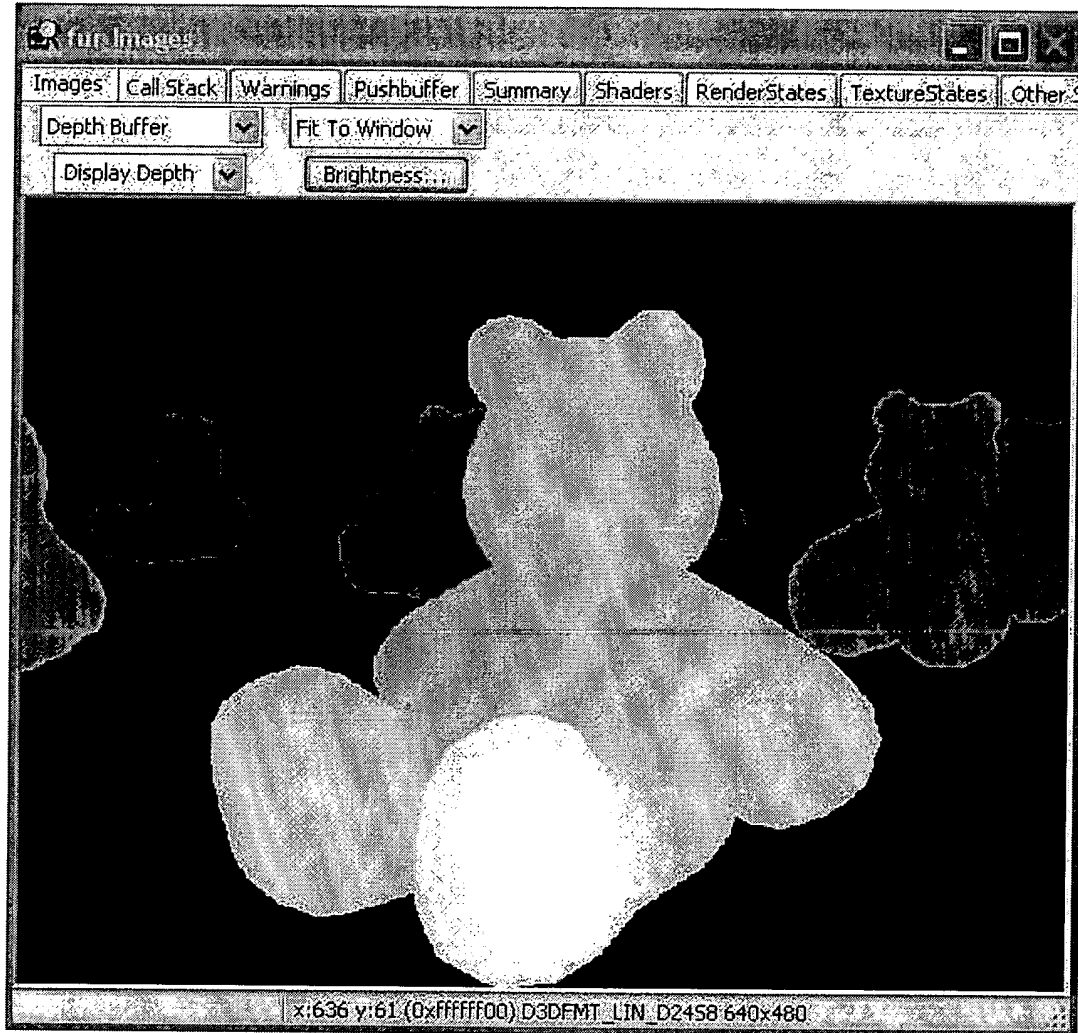 fur Images
Images Call Stack Warnings Pushbuffer Summary Shaders RenderStates TextureStates Other S
Depth Buffer Fit To Window
Display Depth Brightness...
x:636 y:61 (0xffffff00) D3DFMT_LIN_D24S8 640x480